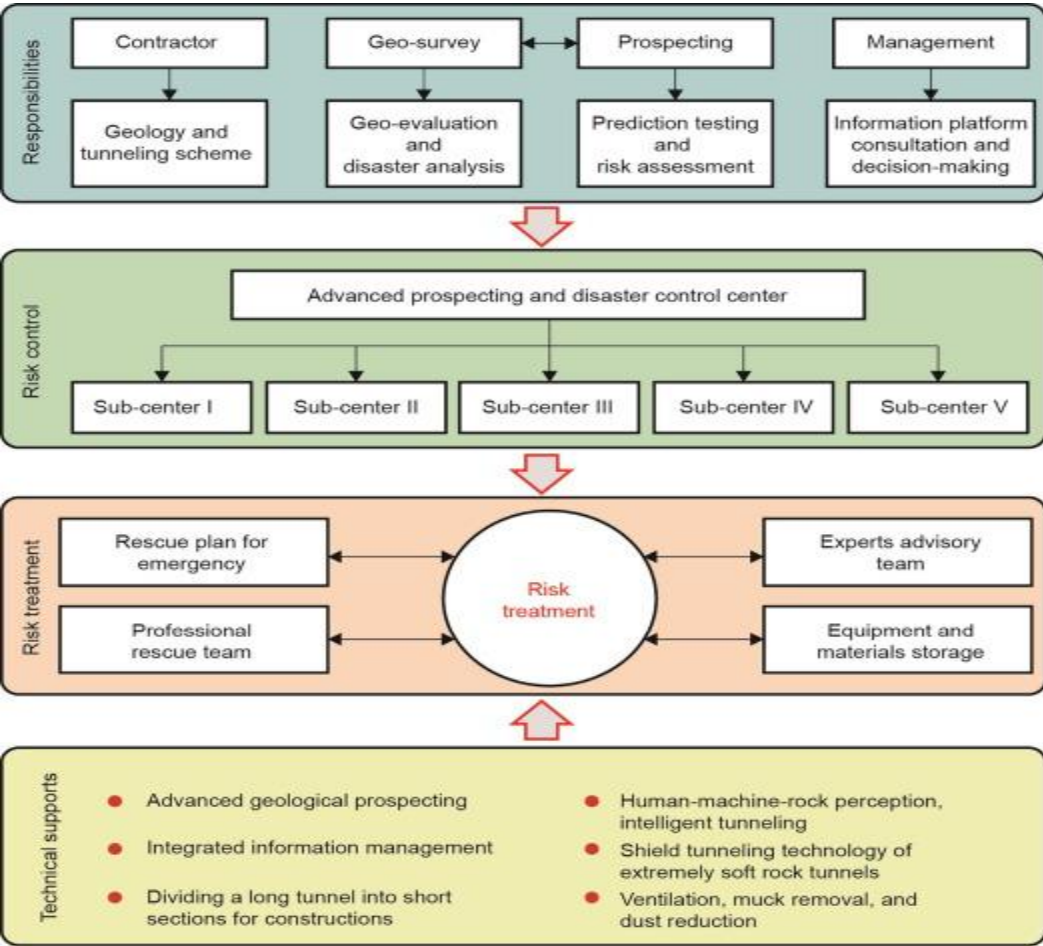 Responsibilities
Contractor
Geo-survey
Prospecting
Management
Geology and
tunneling scheme
Geo-evaluation
and
disaster analysis
Prediction testing
and
risk assessment
Information platform
consultation and
decision-making
Risk control
Advanced prospecting and disaster control center
Sub-center I
Sub-center II
Sub-center III
Sub-center IV
Sub-center V
Risk treatment
Rescue plan for
emergency
Professional
rescue team
Risk
treatment
Experts advisory
team
Equipment and
materials storage
Technical supports
Advanced geological prospecting
Integrated information management
Dividing a long tunnel into short
sections for constructions
Human-machine-rock perception,
intelligent tunneling
Shield tunneling technology of
extremely soft rock tunnels
Ventilation, muck removal, and
dust reduction